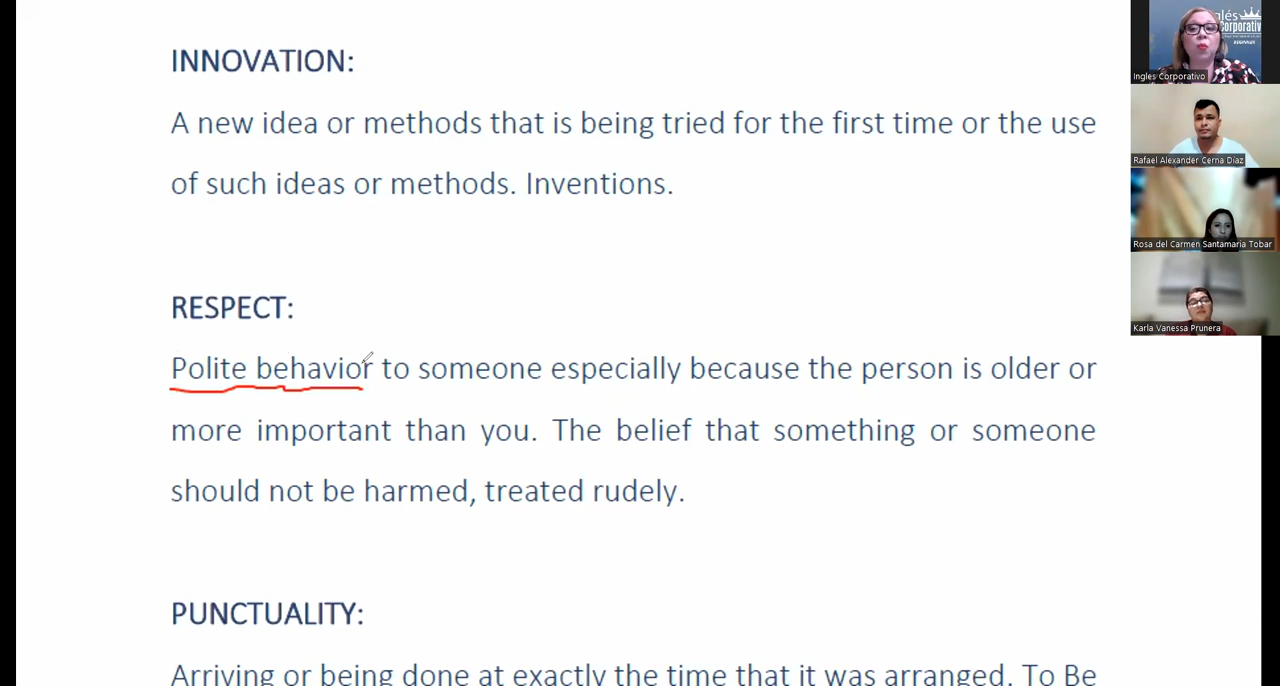 INNOVATION:
A new idea or methods that is being tried for the first time or the use
of such ideas or methods. Inventions.
RESPECT:
Polite behavior to someone especially because the person is older or
more important than you. The belief that something or someone
should not be harmed, treated rudely.
PUNCTUALITY:
Arriving or being done at exactly the time that it was arranged. To Be
Ingles Corporativo
Rafael Alexander Cerna Diaz
Rosa del Carmen Santamaria Tobar
Karla Vanessa Prunera